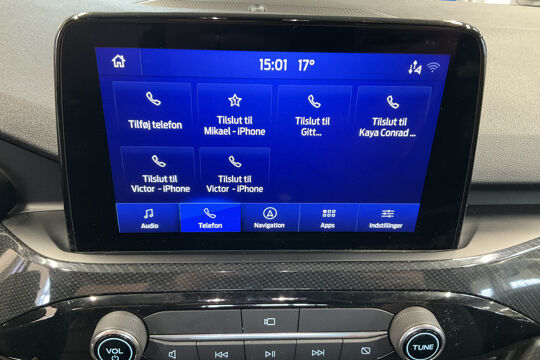 15:01 17°
Tilføj telefon
Tilslut til
Mikael - iPhone
Tilslut til
Gitt...
Tilslut til
Kaya Conrad ...
Tilslut til
Victor - iPhone
Tilslut til
Victor - iPhone
Audio
Telefon
Navigation
Apps
Indstillinger
VOL
TUNE